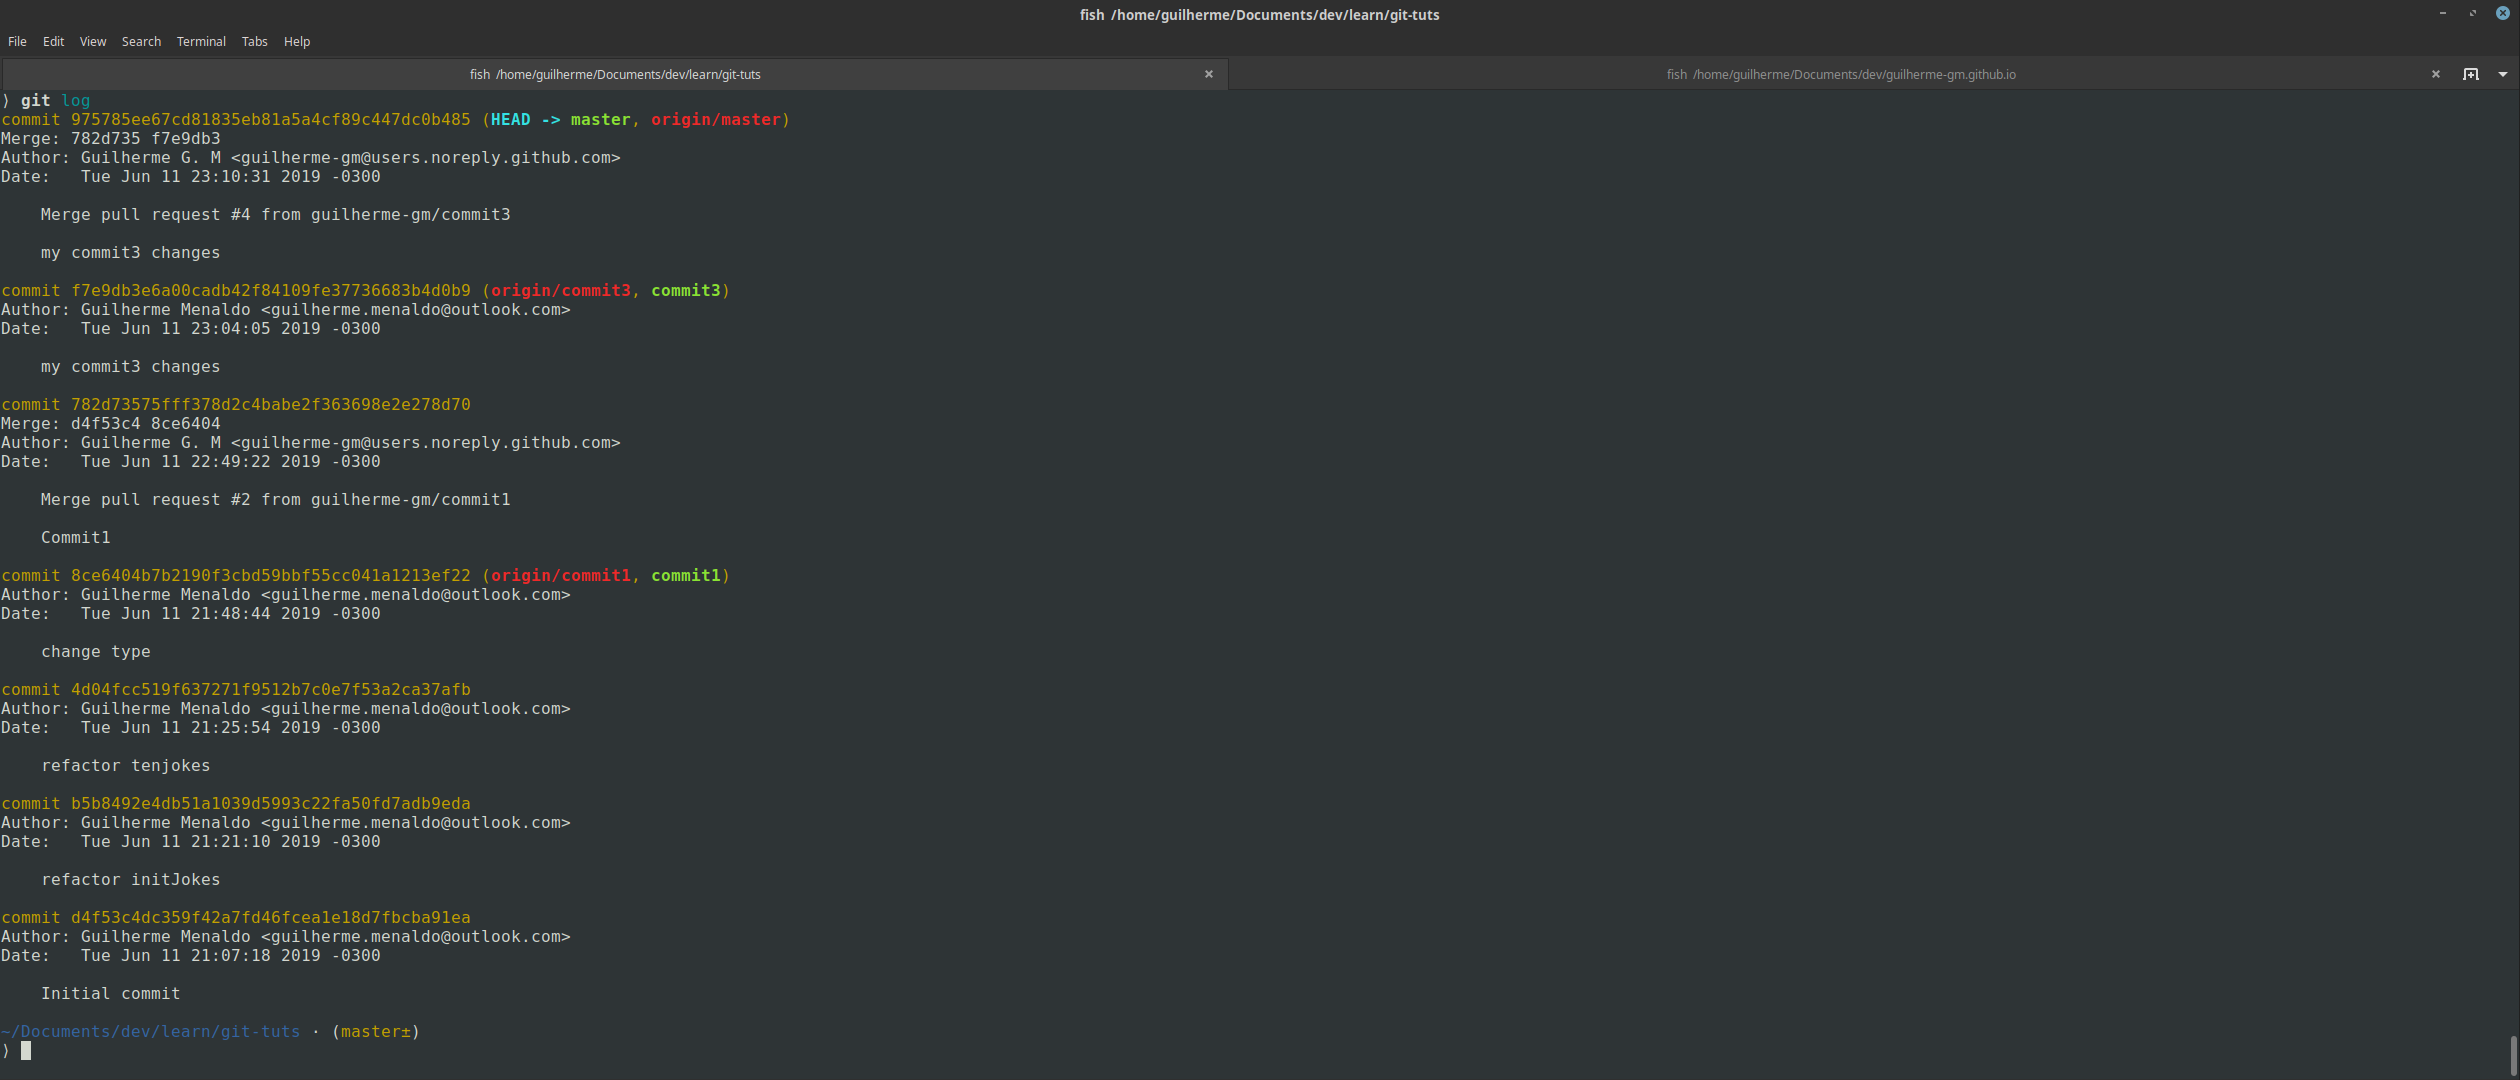 fish /home/guilherme/Documents/dev/learn/git-tuts
File Edit View Search Terminal Tabs Help
fish /home/guilherme/Documents/dev/learn/git-tuts
fish /home/guilherme/Documents/dev/guilherme-gm.github.io
⟩ git log
commit 975785ee67cd81835eb81a5a4cf89c447dc0b485 (HEAD -> master, origin/master)
Merge: 782d735 f7e9db3
Author: Guilherme G. M <guilherme-gm@users.noreply.github.com>
Date:   Tue Jun 11 23:10:31 2019 -0300
Merge pull request #4 from guilherme-gm/commit3
my commit3 changes
commit f7e9db3e6a00cadb42f84109fe37736683b4d0b9 (origin/commit3, commit3)
Author: Guilherme Menaldo <guilherme.menaldo@outlook.com>
Date:   Tue Jun 11 23:04:05 2019 -0300
my commit3 changes
commit 782d73575fff378d2c4babe2f363698e2e278d70
Merge: d4f53c4 8ce6404
Author: Guilherme G. M <guilherme-gm@users.noreply.github.com>
Date:   Tue Jun 11 22:49:22 2019 -0300
Merge pull request #2 from guilherme-gm/commit1
Commit1
commit 8ce6404b7b2190f3cbd59bbf55cc041a1213ef22 (origin/commit1, commit1)
Author: Guilherme Menaldo <guilherme.menaldo@outlook.com>
Date:   Tue Jun 11 21:48:44 2019 -0300
change type
commit 4d04fcc519f637271f9512b7c0e7f53a2ca37afb
Author: Guilherme Menaldo <guilherme.menaldo@outlook.com>
Date:   Tue Jun 11 21:25:54 2019 -0300
refactor tenjokes
commit b5b8492e4db51a1039d5993c22fa50fd7adb9eda
Author: Guilherme Menaldo <guilherme.menaldo@outlook.com>
Date:   Tue Jun 11 21:21:10 2019 -0300
refactor initJokes
commit d4f53c4dc359f42a7fd46fcea1e18d7fbcba91ea
Author: Guilherme Menaldo <guilherme.menaldo@outlook.com>
Date:   Tue Jun 11 21:07:18 2019 -0300
Initial commit
~/Documents/dev/learn/git-tuts · (master±)
⟩